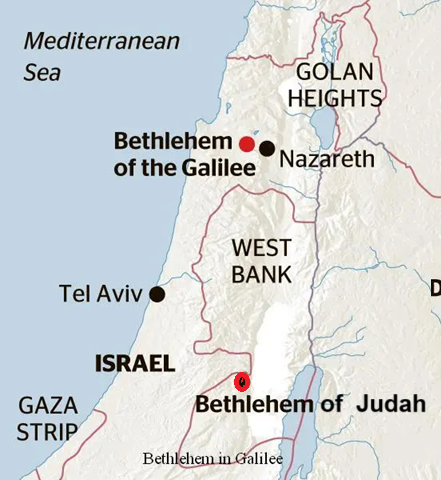 Mediterranean
Sea
GOLAN
HEIGHTS
Bethlehem
of the Galilee
Nazareth
WEST
BANK
Tel Aviv
D
ISRAEL
Bethlehem of Judah
GAZA
STRIP
Bethlehem in Galilee